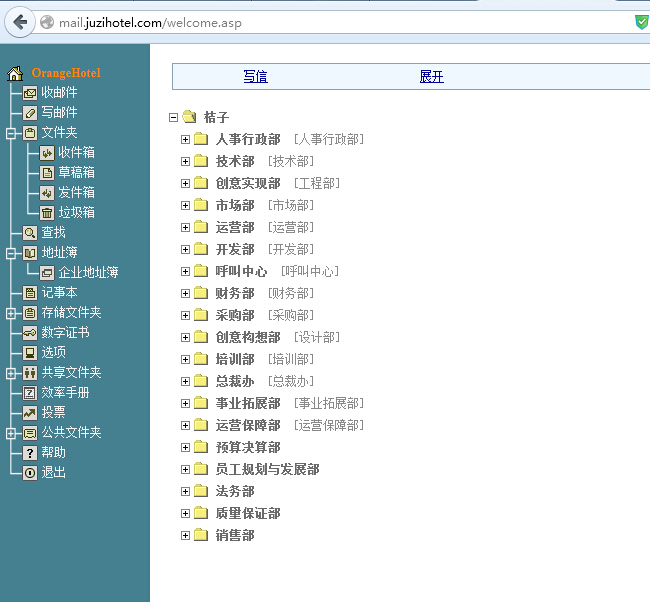 mail.juzihotel.com/welcome.asp
OrangeHotel
收邮件
写邮件
文件夹
收件箱
草稿箱
发件箱
垃圾箱
查找
地址簿
企业地址簿
记事本
存储文件夹
数字证书
选项
共享文件夹
效率手册
投票
公共文件夹
帮助
退出
写信 展开
桔子
人事行政部 [人事行政部]
技术部 [技术部]
创意实现部 [工程部]
市场部 [市场部]
运营部 [运营部]
开发部 [开发部]
呼叫中心 [呼叫中心]
财务部 [财务部]
采购部 [采购部]
创意构想部 [设计部]
培训部 [培训部]
总裁办 [总裁办]
事业拓展部 [事业拓展部]
运营保障部 [运营保障部]
预算决算部
员工规划与发展部
法务部
质量保证部
销售部